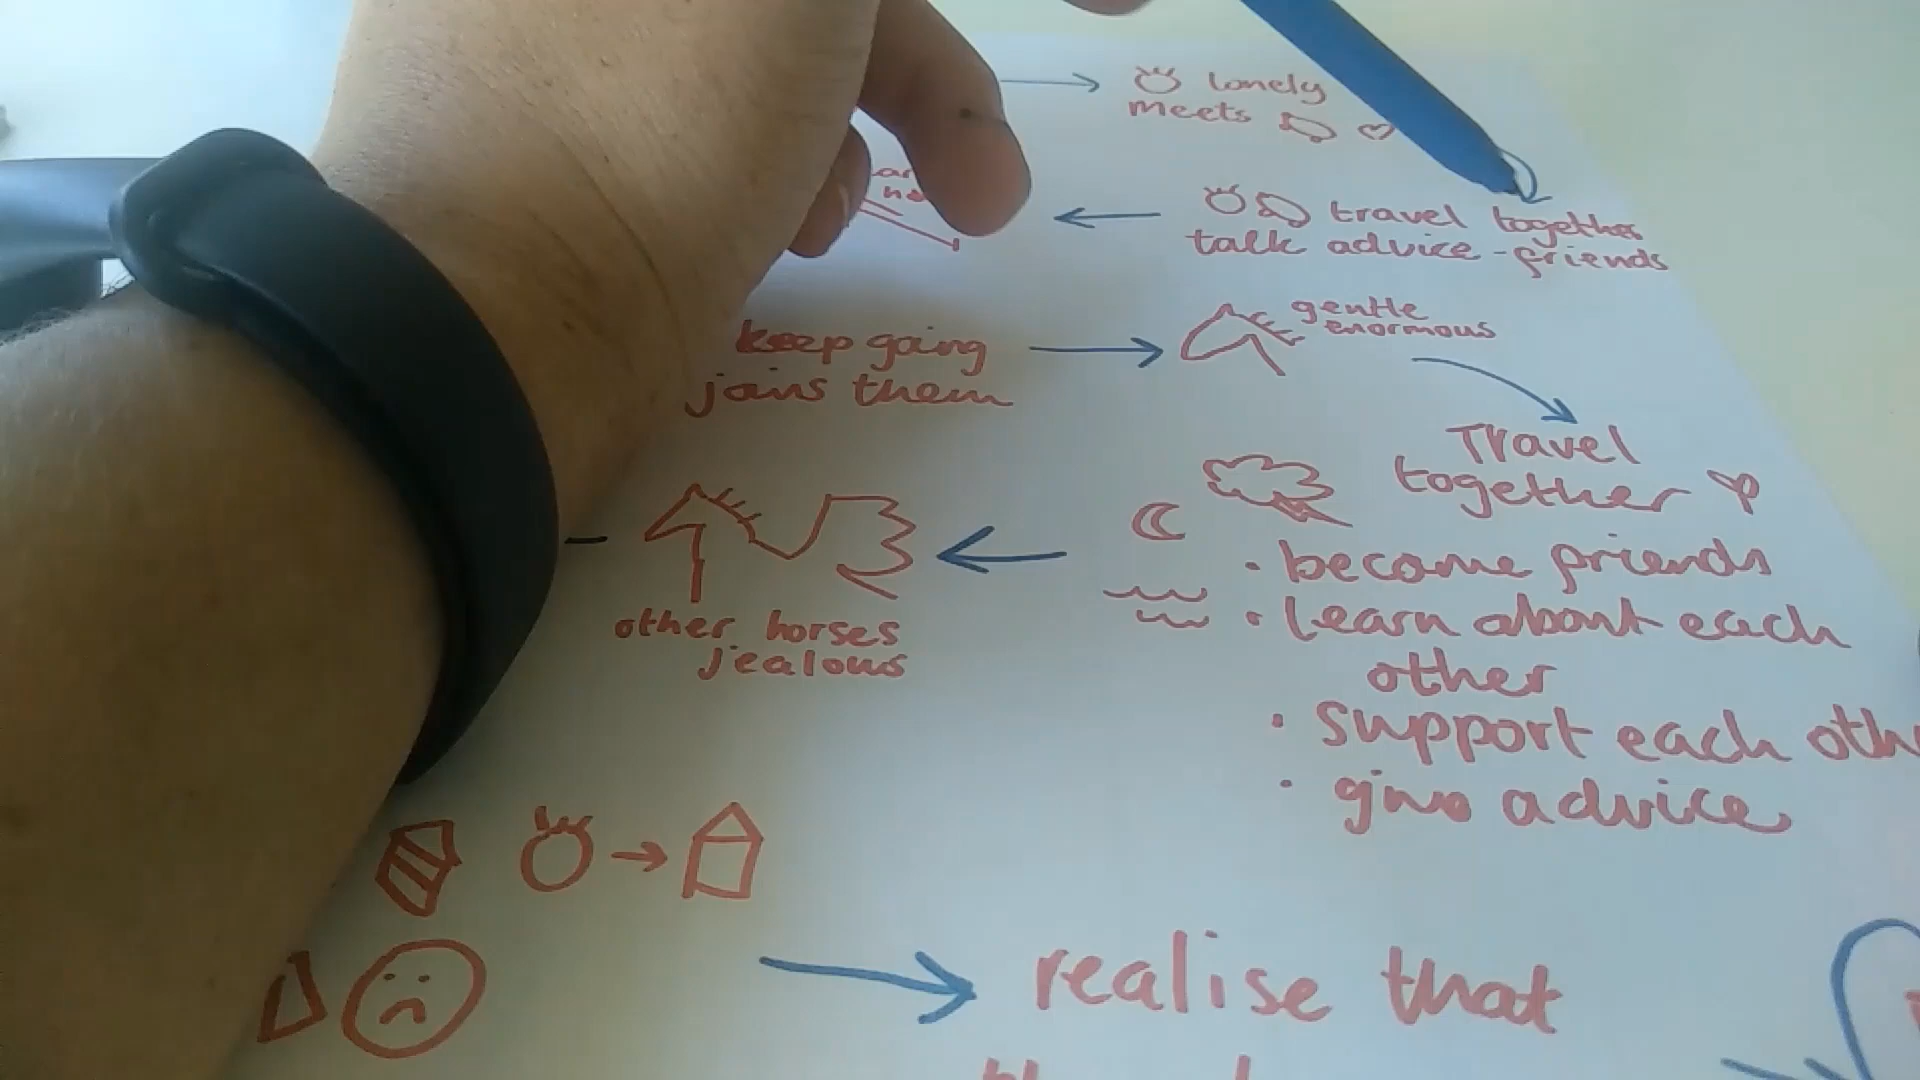 lonely
meets
travel together
talk advice - friends
keep going
joins them
gentle
enormous
Travel
together
• become friends
• learn about each
other
• support each
• give advice
other horses
jealous
realise that